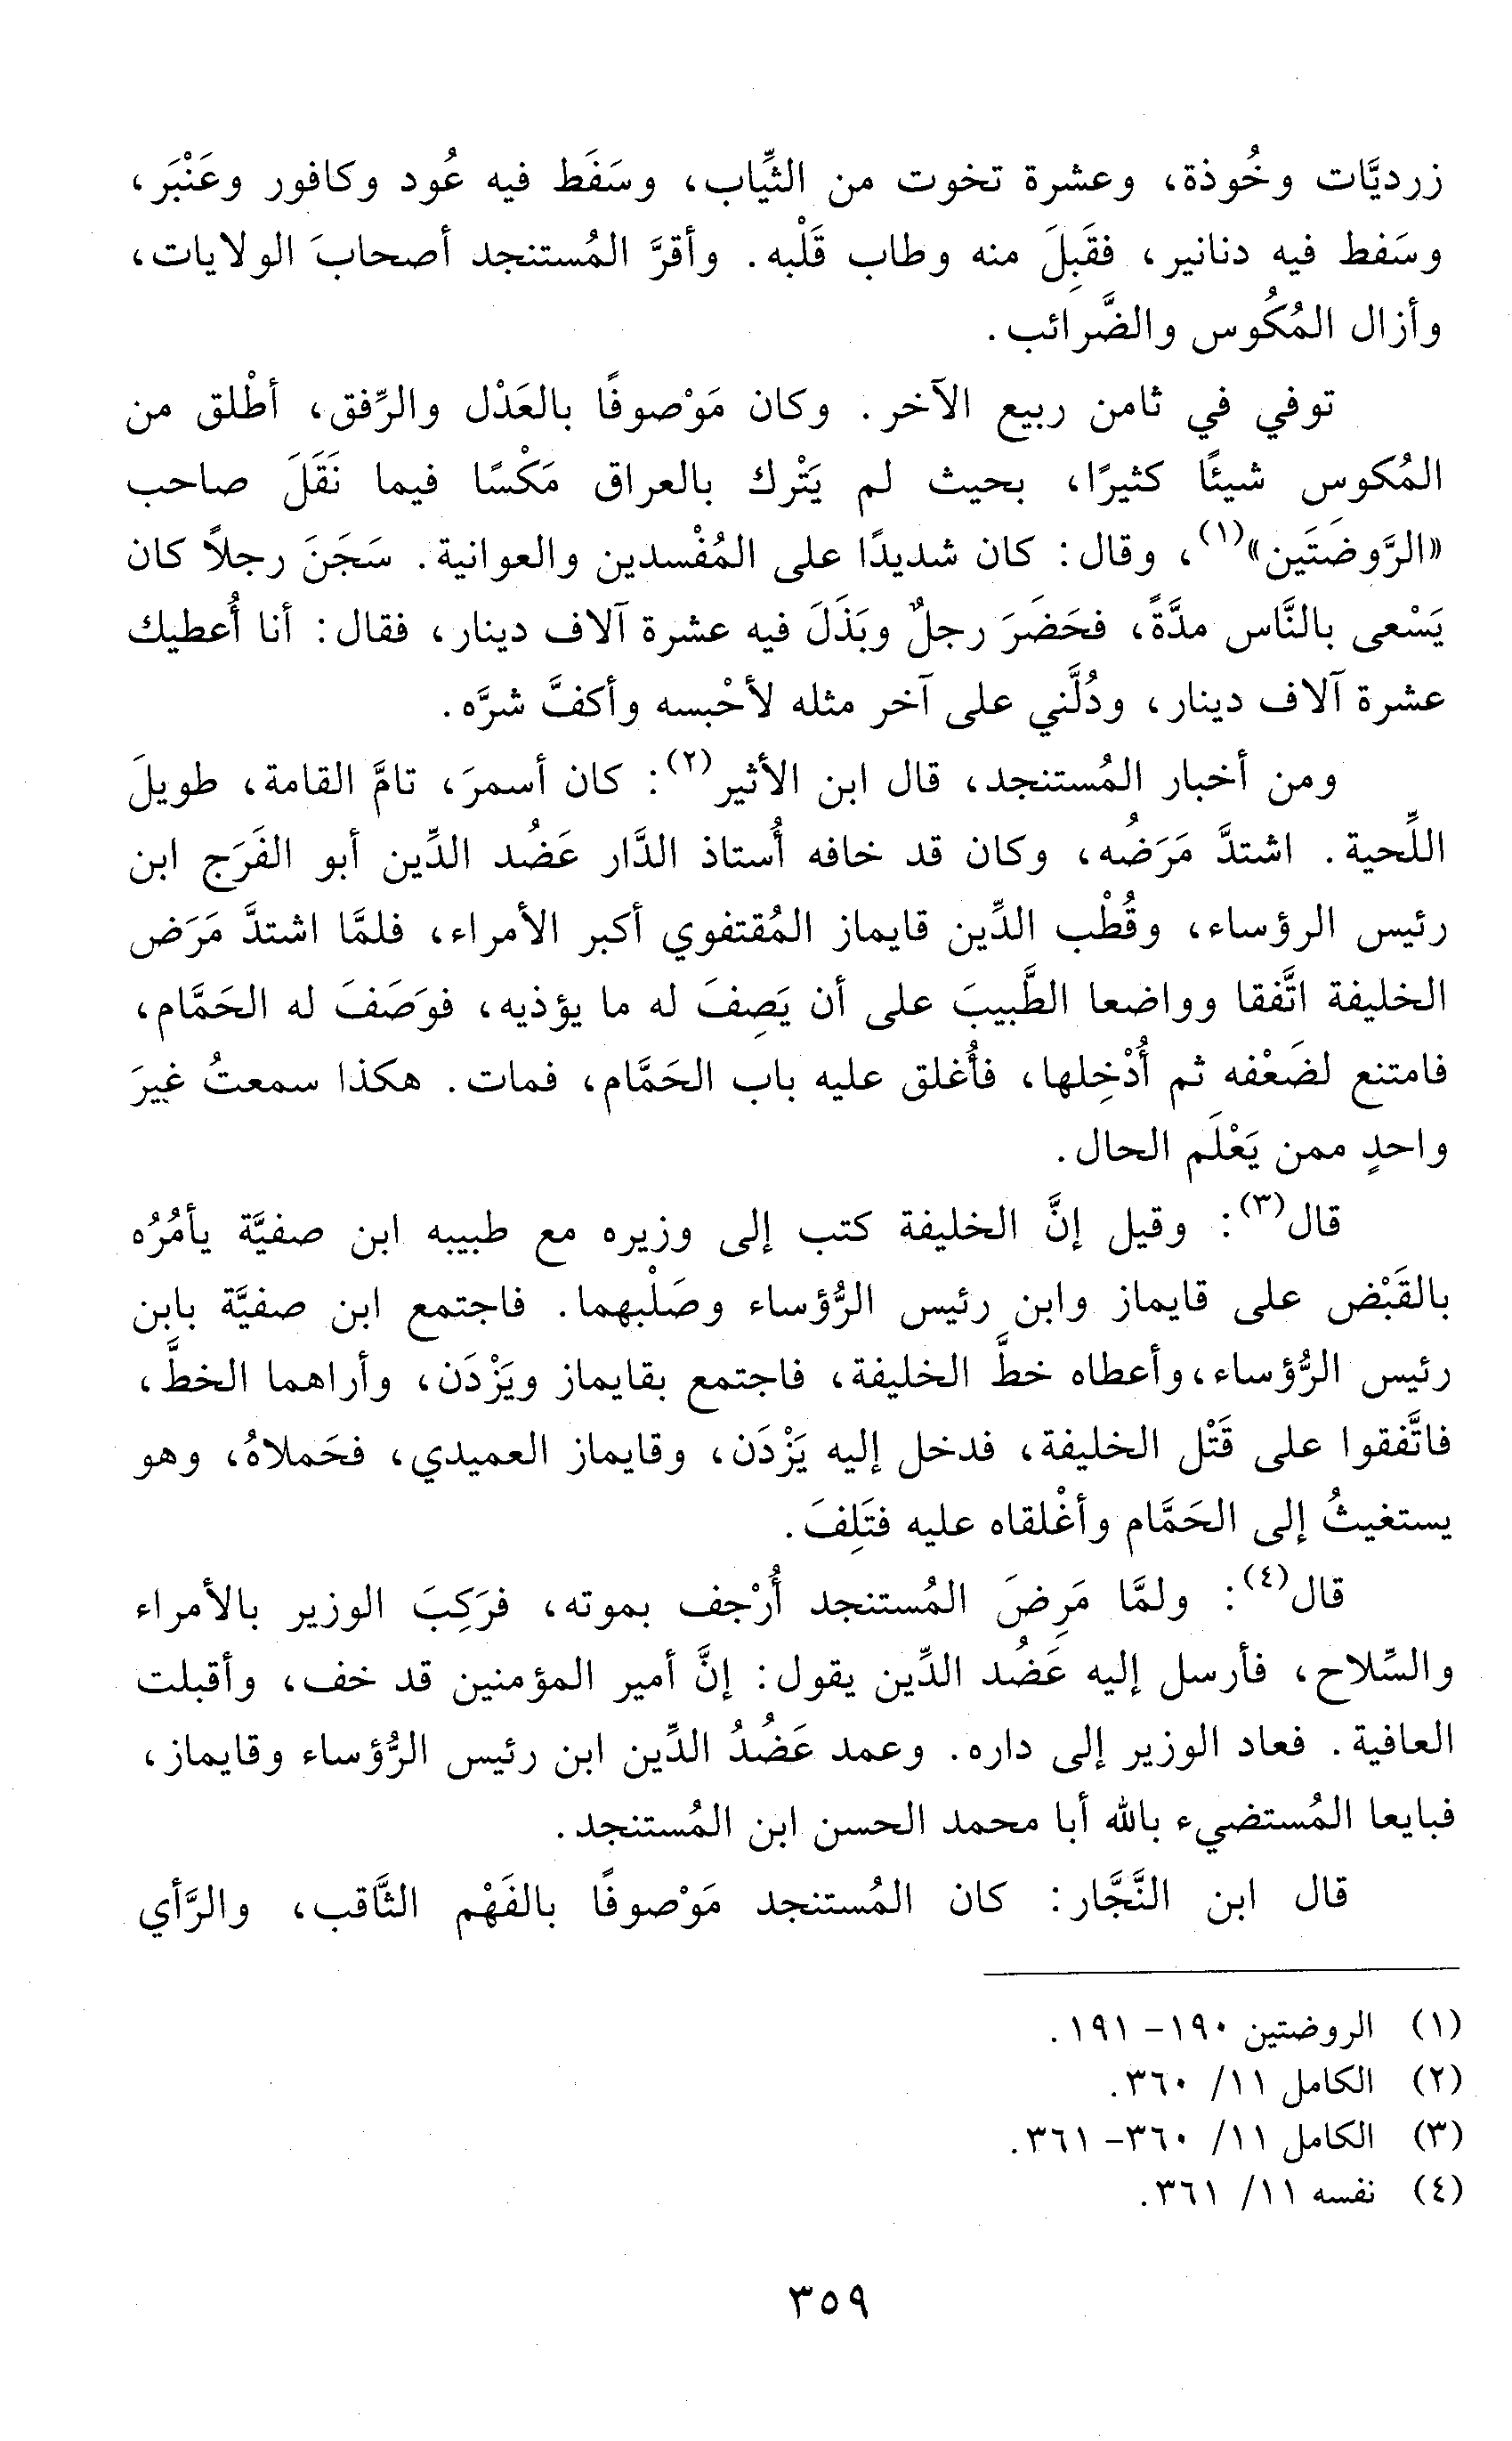 زرديَّات وخُوذة، وعشرة تخوت من الثِّياب، وسَفَط فيه عُود وكافور وعَنْبَر،
وسَفط فيه دنانير، فقَبِلَ منه وطاب قَلْبه. وأقرَّ المُستنجد أصحابَ الولايات،
وأزال المُكُوس والضَّرائب.
توفي في ثامن ربيع الآخر. وكان مَوْصوفًا بالعَدْل والرِّفق، أطْلق من
المُكوس شيئًا كثيرًا، بحيث لم يَتْرك بالعراق مَكْسًا فيما نَقَلَ صاحب
«الرَّوضَتَين»(١)، وقال: كان شديدًا على المُفْسدين والعوانية. سَجَنَ رجلاً كان
يَسْعى بالنَّاس مدَّةً، فحَضَرَ رجلٌ وبَذَلَ فيه عشرة آلاف دينار، فقال: أنا أُعطيك
عشرة آلاف دينار، ودُلَّني على آخر مثله لأحْبسه وأكفَّ شرَّه.
ومن أخبار المُستنجد، قال ابن الأثير(٢): كان أسمرَ، تامَّ القامة، طويلَ
اللِّحية. اشتدَّ مَرَضُه، وكان قد خافه أُستاذ الدَّار عَضُد الدِّين أبو الفَرَج ابن
رئيس الرؤساء، وقُطْب الدِّين قايماز المُقتفوي أكبر الأمراء، فلمَّا اشتدَّ مَرَض
الخليفة اتَّفقا وواضعا الطَّبيبَ على أن يَصِفَ له ما يؤذيه، فوَصَفَ له الحَمَّام،
فامتنع لضَعْفه ثم أُدْخِلها، فأُغلق عليه باب الحَمَّام، فمات. هكذا سمعتُ غيرَ
واحدٍ ممن يَعْلَم الحال.
قال(٣): وقيل إنَّ الخليفة كتب إلى وزيره مع طبيبه ابن صفيَّة يأمُرُه
بالقَبْض على قايماز وابن رئيس الرُّؤساء وصَلْبهما. فاجتمع ابن صفيَّة بابن
رئيس الرُّؤساء،وأعطاه خطَّ الخليفة، فاجتمع بقايماز ويَزْدَن، وأراهما الخطَّ،
فاتَّفقوا على قَتْل الخليفة، فدخل إليه يَزْدَن، وقايماز العميدي، فحَملاهُ، وهو
يستغيثُ إلى الحَمَّام وأغْلقاه عليه فتَلِفَ.
قال(٤): ولمَّا مَرِضَ المُستنجد أُرْجف بموته، فرَكِبَ الوزير بالأمراء
والسِّلاح، فأرسل إليه عَضُد الدِّين يقول: إنَّ أمير المؤمنين قد خف، وأقبلت
العافية. فعاد الوزير إلى داره. وعمد عَضُدُ الدِّين ابن رئيس الرُّؤساء وقايماز،
فبايعا المُستضيء بالله أبا محمد الحسن ابن المُستنجد.
قال ابن النَّجَّار: كان المُستنجد مَوْصوفًا بالفَهْم الثَّاقب، والرَّأي
(١) الروضتين ١٩٠- ١٩١.
(٢) الكامل ١١/ ٣٦٠.
(٣) الكامل ١١/ ٣٦٠- ٣٦١.
(٤) نفسه ١١/ ٣٦١.
٣٥٩